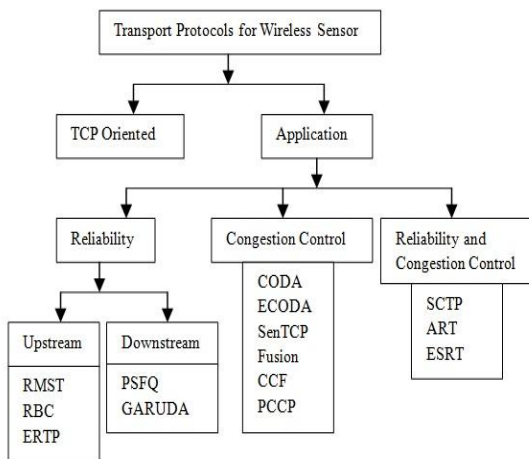 Transport Protocols for Wireless Sensor
TCP Oriented
Application
Reliability
Congestion Control
Reliability and
Congestion Control
CODA
ECODA
SenTCP
Fusion
CCF
PCCP
SCTP
ART
ESRT
Upstream
Downstream
RMST
RBC
ERTP
PSFQ
GARUDA